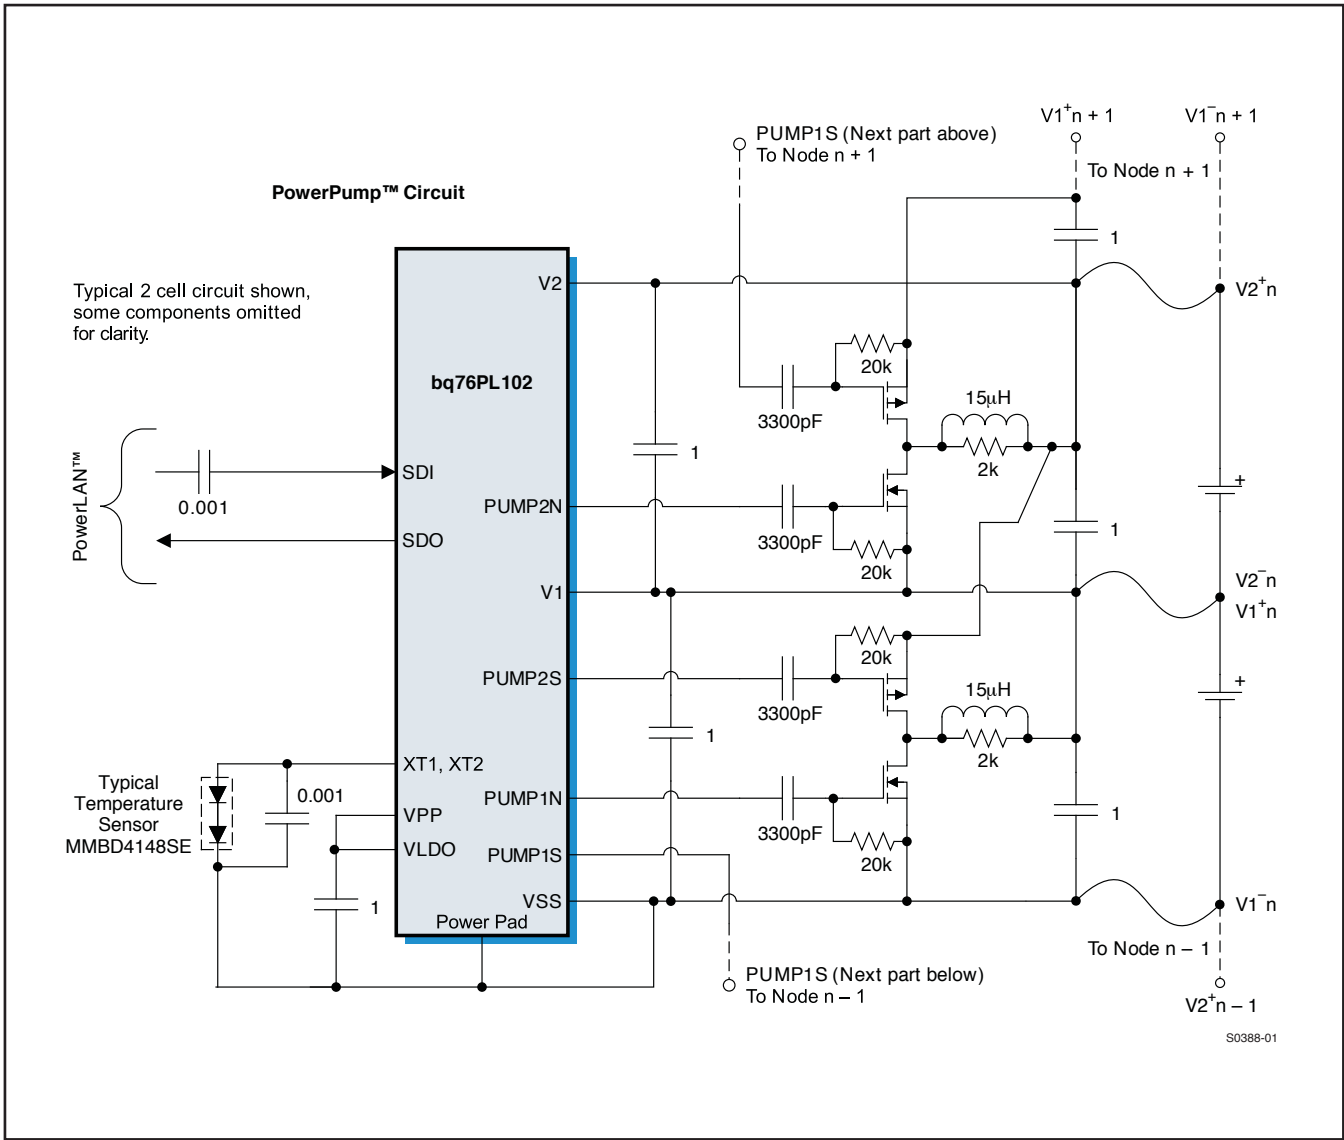 V1+n + 1
V1–n + 1
PUMP1S (Next part above)
To Node n + 1
To Node n + 1
PowerPump™ Circuit
1
V2
V2+n
Typical 2 cell circuit shown,
some components omitted
for clarity.
20k
bq76PL102
15μH
3300pF
1
2k
PowerLAN™
SDI
0.001
PUMP2N
+
3300pF
1
SDO
20k
V1
V2–n
V1+n
20k
PUMP2S
+
15μH
3300pF
1
2k
XT1, XT2
Typical
Temperature
Sensor
MMBD4148SE
0.001
PUMP1N
VPP
1
3300pF
VLDO
PUMP1S
20k
1
VSS
V1–n
Power Pad
To Node n – 1
PUMP1S (Next part below)
To Node n – 1
V2+n – 1
S0388-01